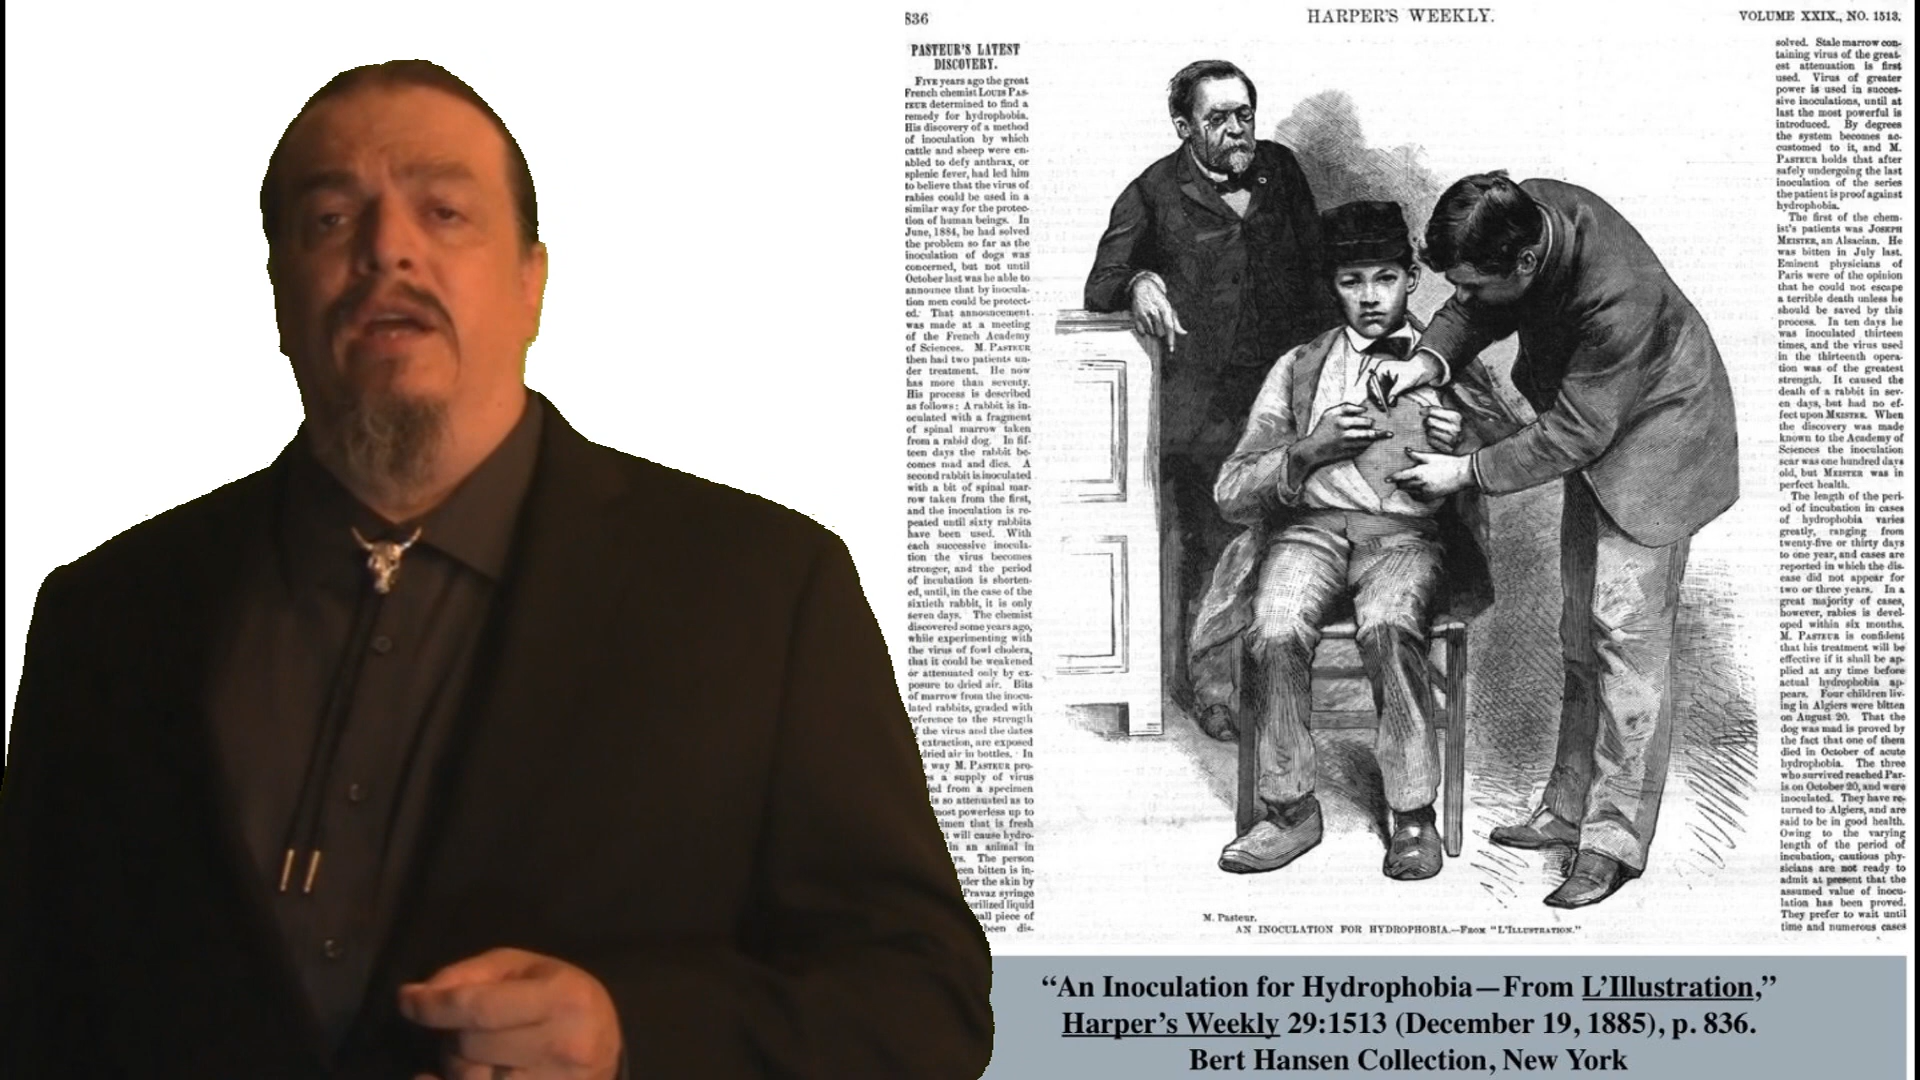 836
HARPER'S WEEKLY.
VOLUME XXIX., NO. 1513.
PASTEUR'S LATEST
DISCOVERY.
FIVE years ago the great
French chemist LOUIS PAS-
TEUR determined to find a
remedy for hydrophobia.
His discovery of a method
of inoculation by which
cattle and sheep were en-
abled to defy anthrax, or
splenic fever, had led him
to believe that the virus of
rabies could be used in a
similar way for the protec-
tion of human beings. In
June, 1884, he had solved
the problem so far as the
inoculation of dogs was
concerned, but not until
October last was he able to
announce that by inocula-
tion men could be protect-
ed. That announcement
was made at a meeting
of the French Academy
of Sciences. M. PASTEUR
then had two patients un-
der treatment. He now
has more than seventy.
His process is described
as follows: A rabbit is in-
oculated with a fragment
of spinal marrow taken
from a rabid dog. In fif-
teen days the rabbit be-
comes mad and dies. A
second rabbit is inoculated
with a bit of spinal mar-
row taken from the first,
and the inoculation is re-
peated until sixty rabbits
have been used. With
each successive inocula-
tion the virus becomes
stronger, and the period
of incubation is shorten-
ed, until, in the case of the
sixtieth rabbit, it is only
seven days. The chemist
discovered some years ago,
while experimenting with
the virus of fowl cholera,
that it could be weakened
or attenuated only by ex-
posure to dried air. Bits
of marrow from the inocu-
lated rabbits, graded with
reference to the strength
the virus and the dates
extraction, are exposed
dried air in bottles. In
way M. PASTEUR pro-
a supply of virus
from a specimen
is so attenuated as to
most powerless up to
that is fresh
will cause hydro-
in an animal in
The person
been bitten is in-
the skin by
Pravaz syringe
liquid
piece of
been dis-
solved. Stale marrow con-
taining virus of the great-
est attenuation is first
used. Virus of greater
power is used in succes-
sive inoculations, until at
last the most powerful is
introduced. By degrees
the system becomes ac-
customed to it, and M.
PASTEUR holds that after
safely undergoing the last
inoculation of the series
the patient is proof against
hydrophobia.
The first of the chem-
ist's patients was JOSEPH
MEISTER, an Alsacian. He
was bitten in July last.
Eminent physicians of
Paris were of the opinion
that he could not escape
a terrible death unless he
should be saved by this
process. In ten days he
was inoculated thirteen
times, and the virus used
in the thirteenth opera-
tion was of the greatest
strength. It caused the
death of a rabbit in sev-
en days, but had no ef-
fect upon MEISTER. When
the discovery was made
known to the Academy of
Sciences the inoculation
scar was one hundred days
old, but MEISTER was in
perfect health.
The length of the peri-
od of incubation in cases
of hydrophobia varies
greatly, ranging from
twenty-five or thirty days
to one year, and cases are
reported in which the dis-
ease did not appear for
two or three years. In a
great majority of cases,
however, rabies is devel-
oped within six months.
M. PASTEUR is confident
that his treatment will be
effective if it shall be ap-
plied at any time before
actual hydrophobia ap-
pears. Four children liv-
ing in Algiers were bitten
on August 20. That the
dog was mad is proved by
the fact that one of them
died in October of acute
hydrophobia. The three
who survived reached Par-
is on October 20, and were
inoculated. They have re-
turned to Algiers, and are
said to be in good health.
Owing to the varying
length of the period of
incubation, cautious phy-
sicians are not ready to
admit at present that the
assumed value of inocu-
lation has been proved.
They prefer to wait until
time and numerous cases
M. Pasteur.
AN INOCULATION FOR HYDROPHOBIA.—FROM "L'ILLUSTRATION."
“An Inoculation for Hydrophobia—From L’Illustration,”
Harper’s Weekly 29:1513 (December 19, 1885), p. 836.
Bert Hansen Collection, New York